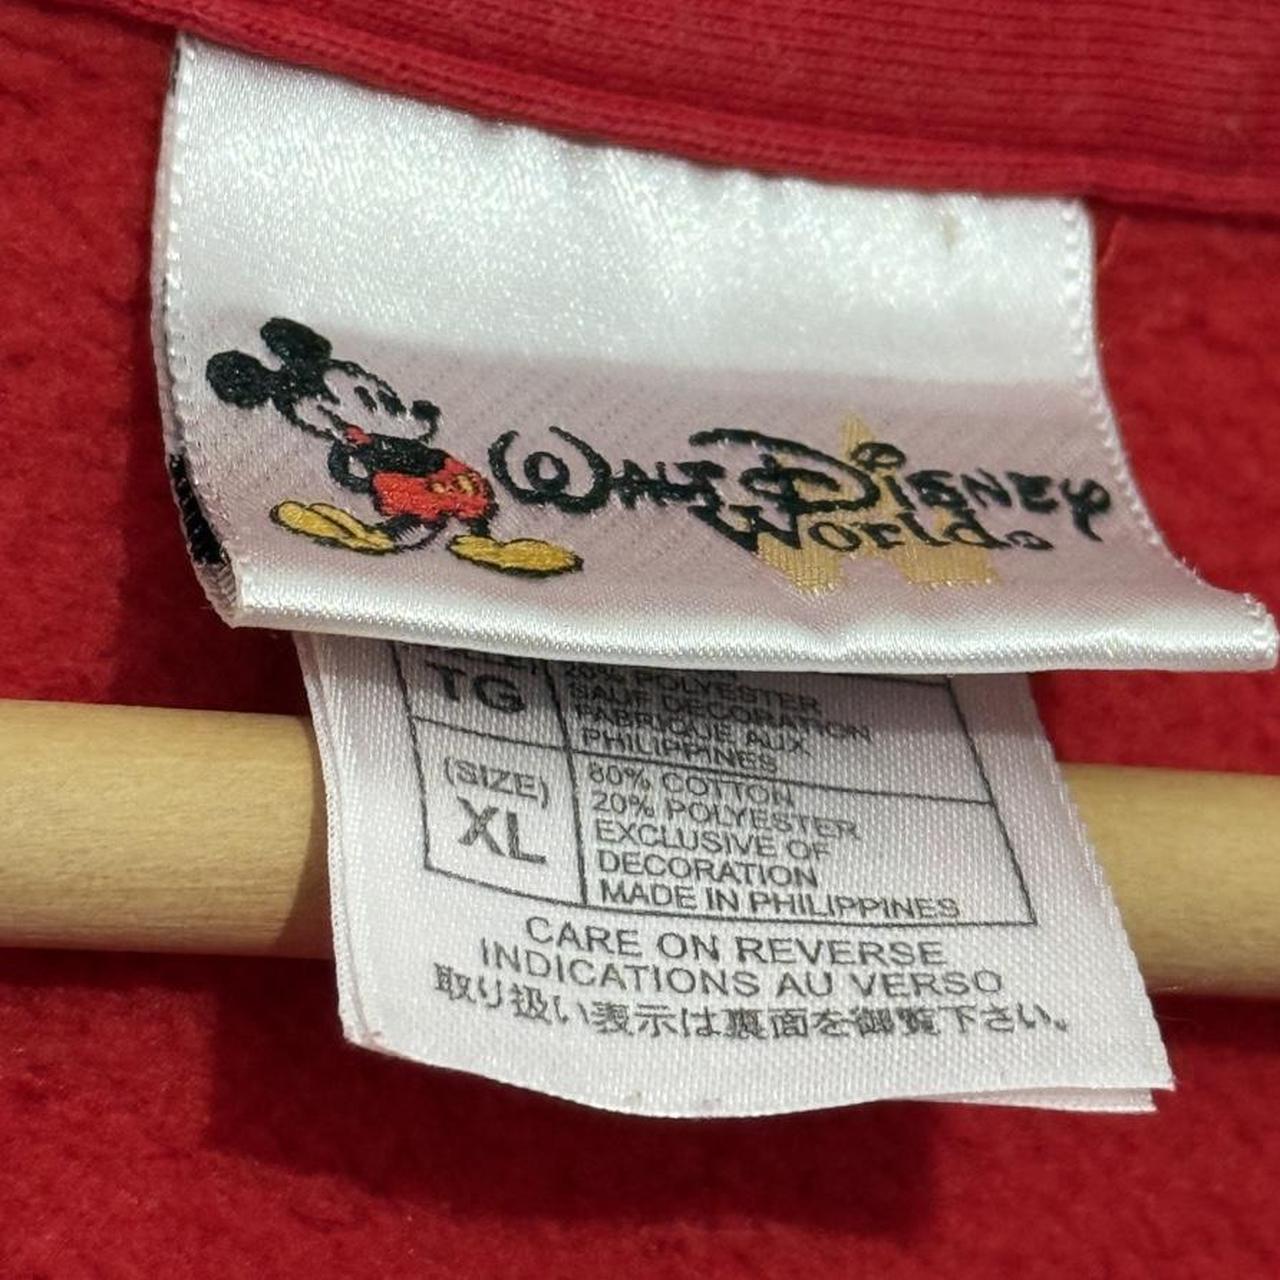 WALT DISNEY
World®
TG
20% POLYESTER
SAUF DECORATION
FABRIQUE AUX
PHILIPPINES
(SIZE)
XL
80% COTTON
20% POLYESTER
EXCLUSIVE OF
DECORATION
MADE IN PHILIPPINES
CARE ON REVERSE
INDICATIONS AU VERSO
取り扱い表示は裏面を御覧下さい。